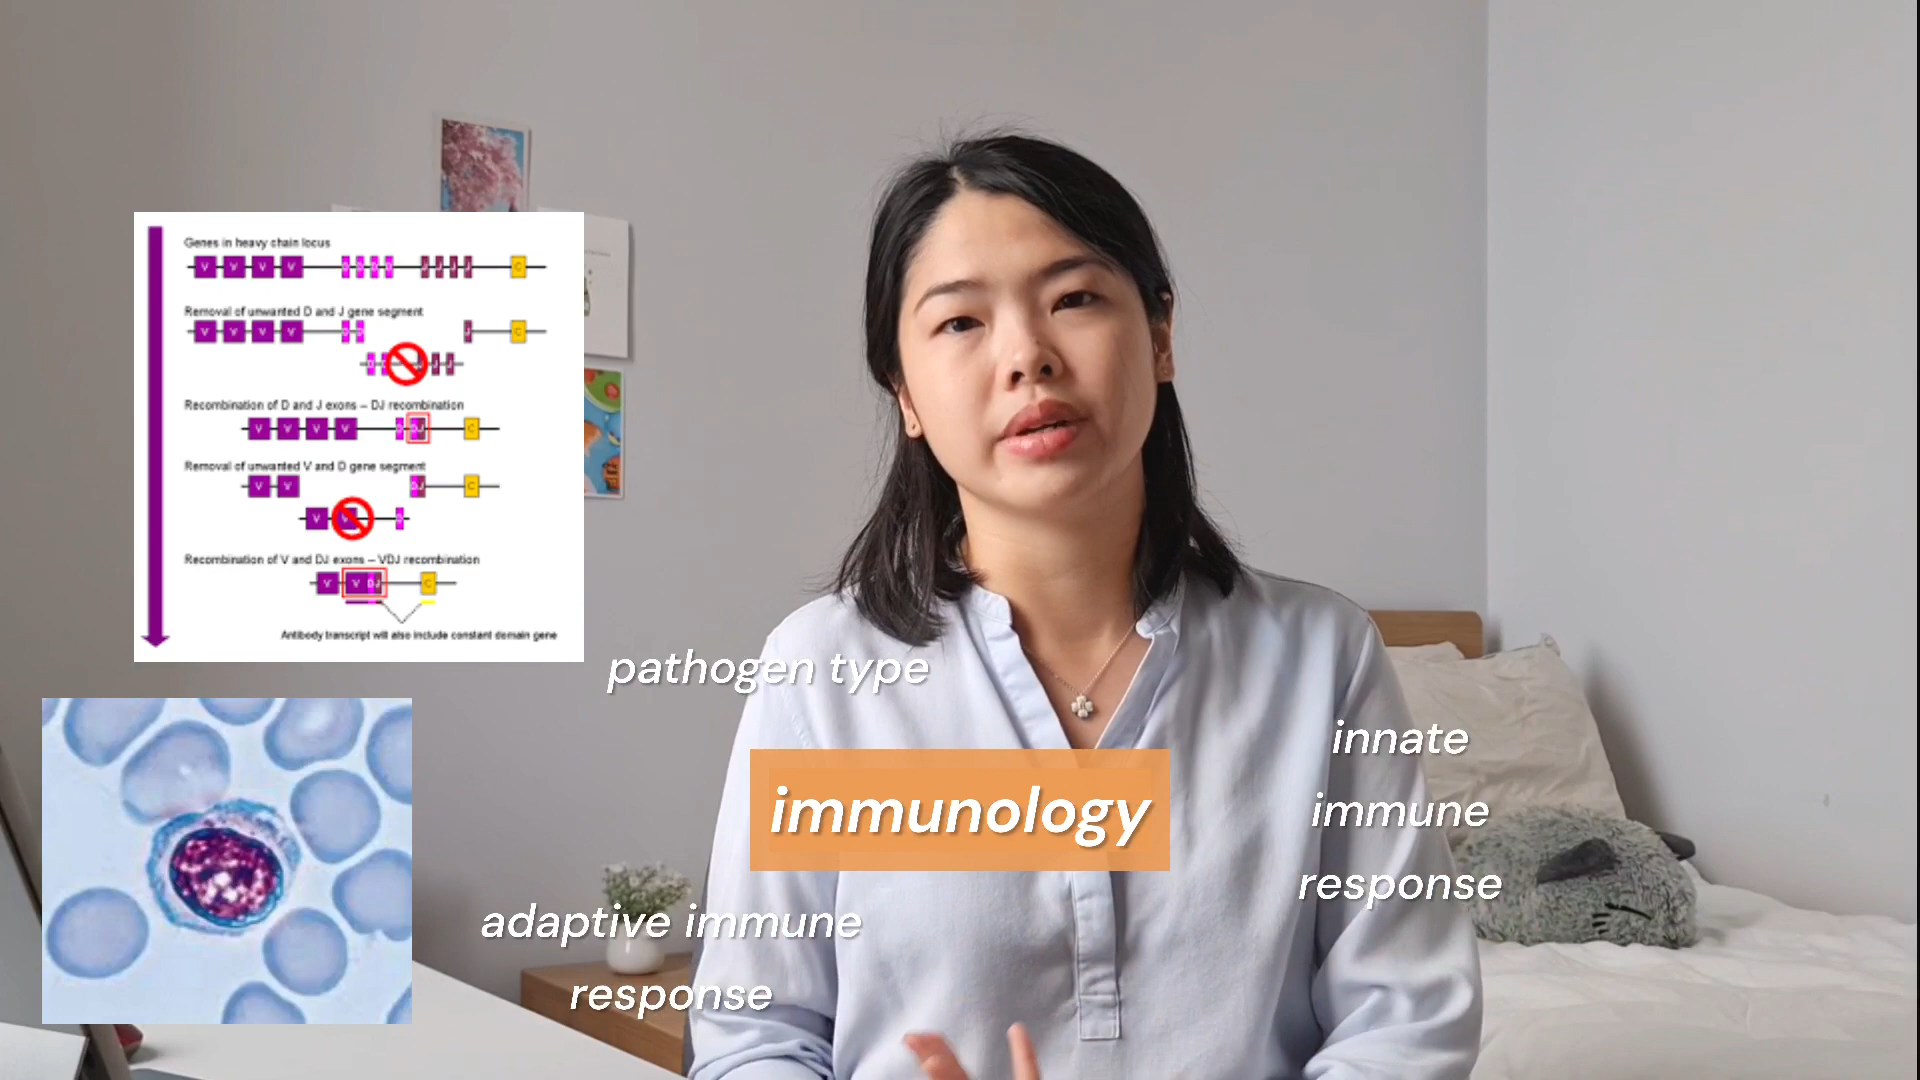 Genes in heavy chain locus
V V V V D D D D J J J J C
Removal of unwanted D and J gene segment
V V V V D D J C
Recombination of D and J exons – DJ recombination
V V V V D DJ C
Removal of unwanted V and D gene segment
V V DJ C
V V D
Recombination of V and DJ exons – VDJ recombination
V V DJ C
Antibody transcript will also include constant domain gene
pathogen type
immunology
innate
immune
response
adaptive immune
response